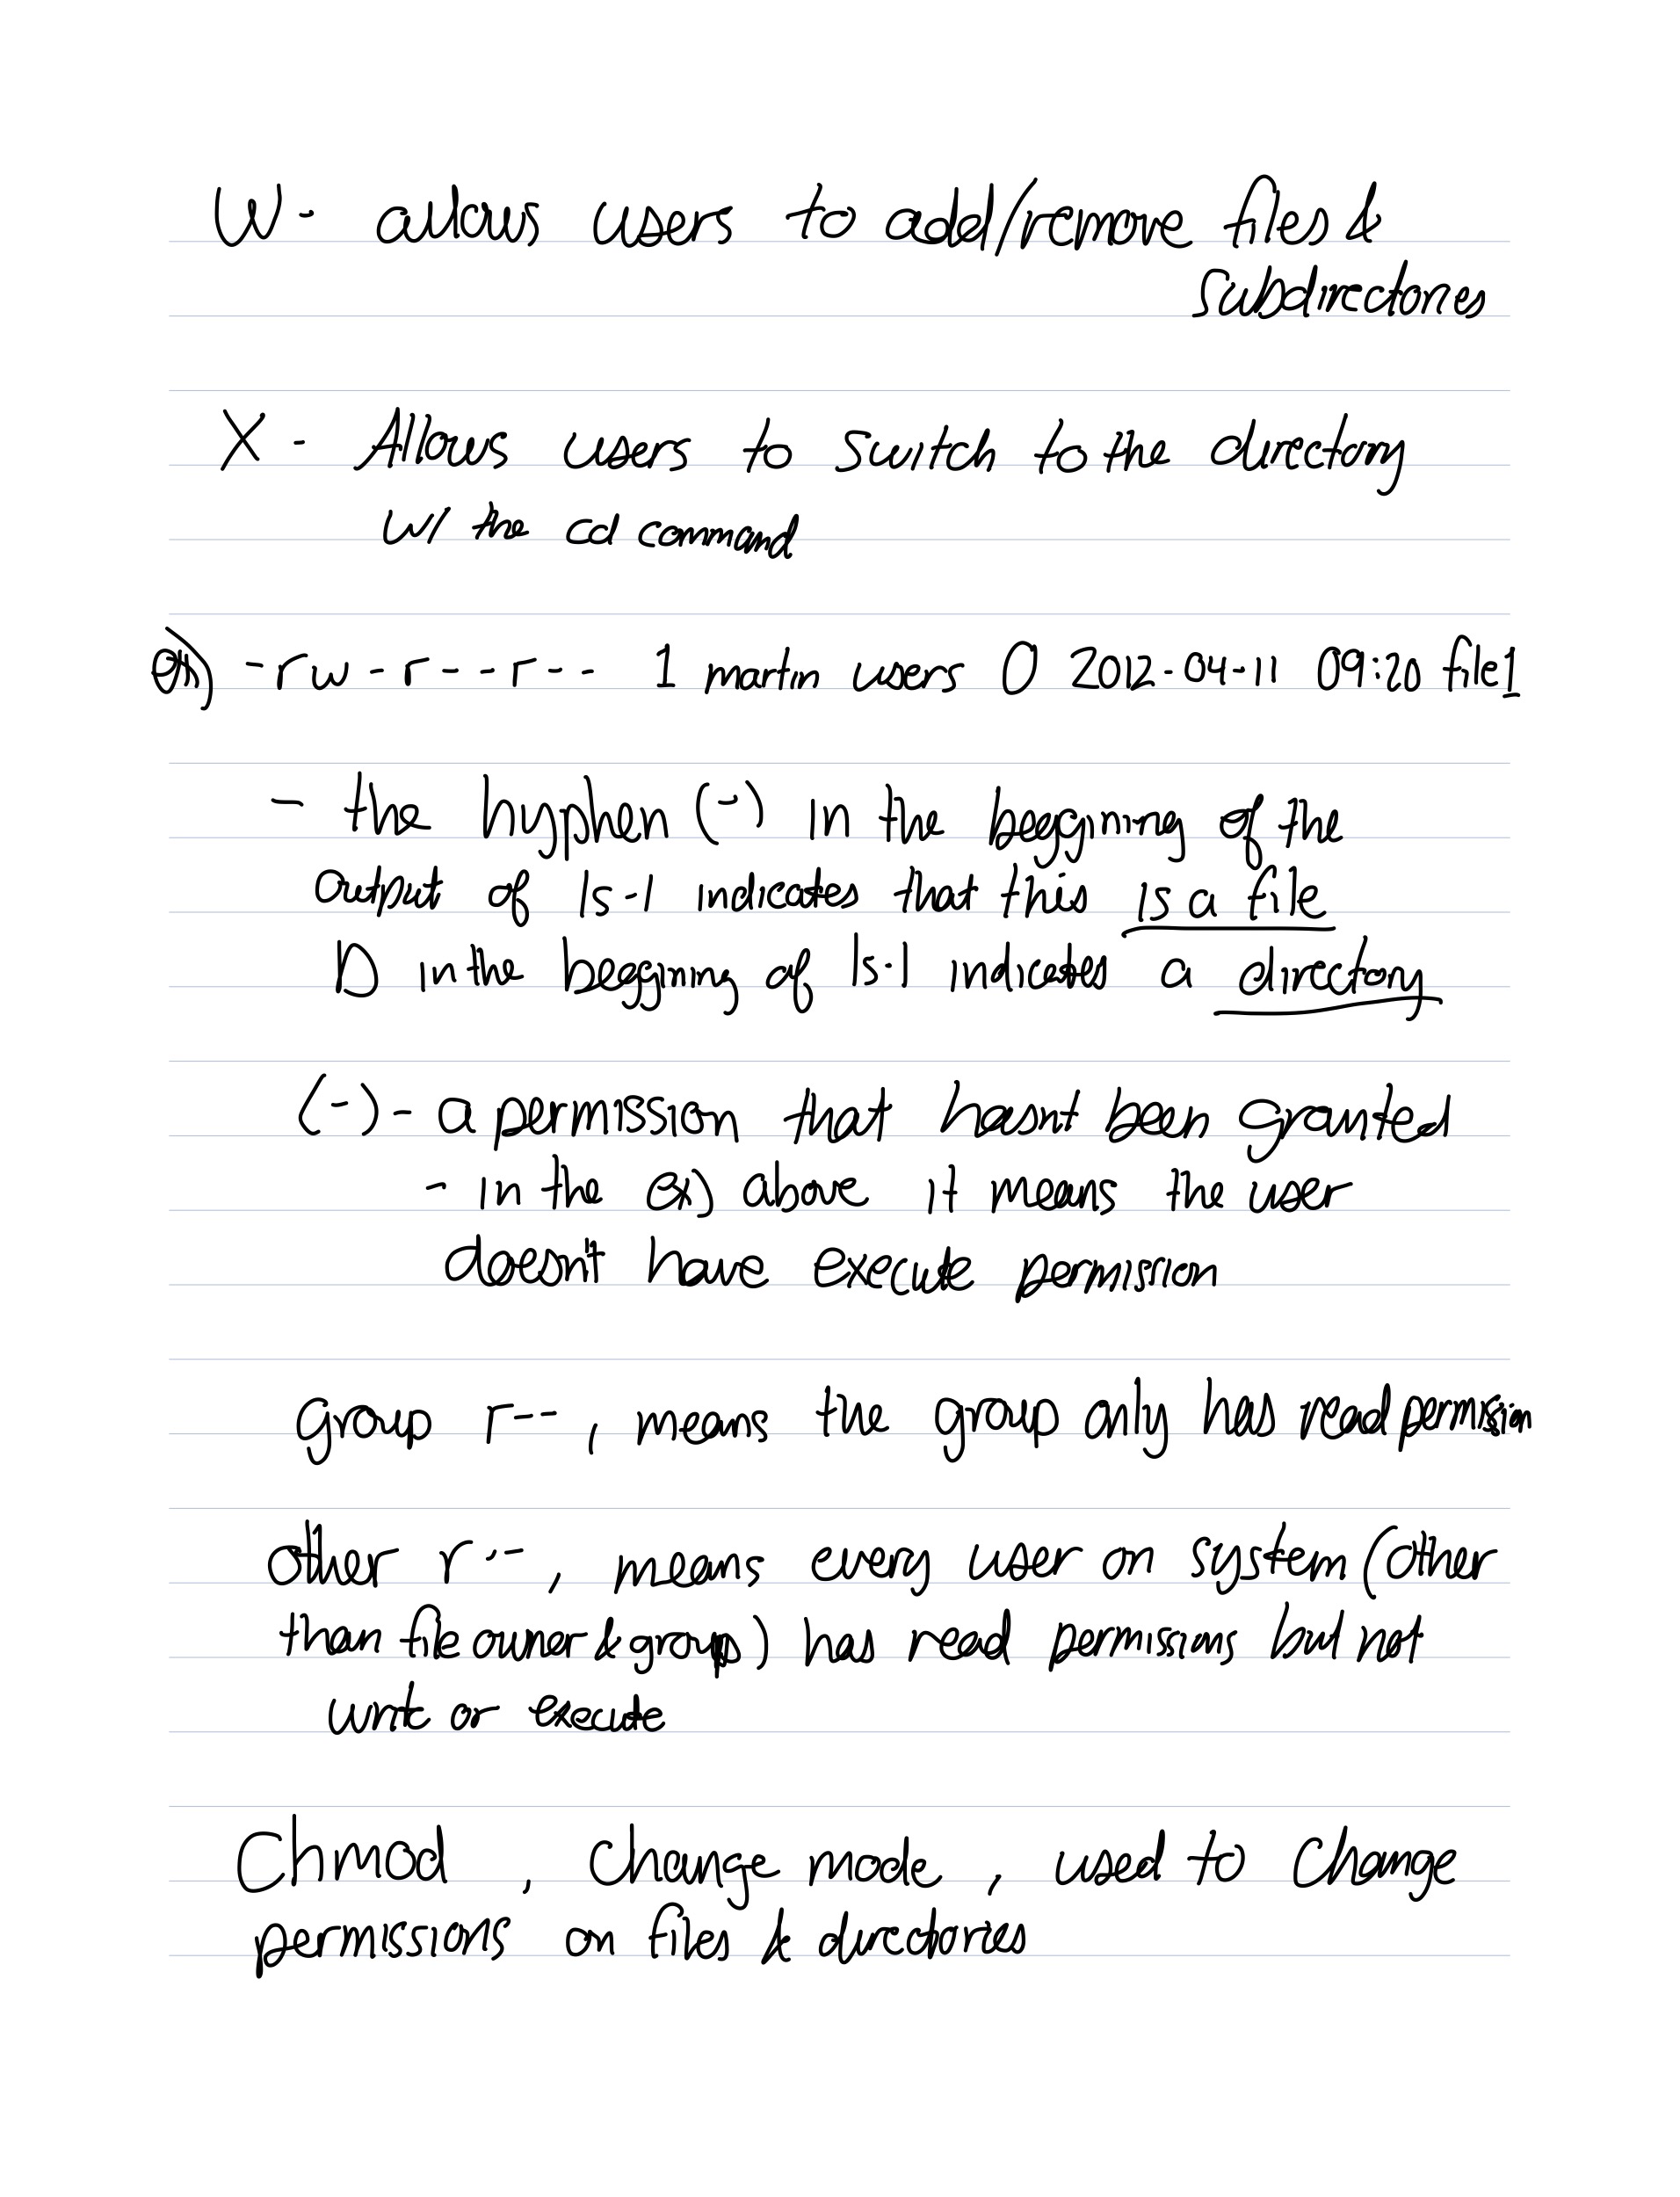 W - allows users to add/remove files &
subdirectories
X - Allows users to switch to the directory
w/ the cd command
-rw-r-- -r-- 1 martin users 0 2012-04-11 09:20 file1
- the hyphen (-) in the beggining of the
output of ls -l indicates that this is a file
D in the beggining of ls -l indicates a directory
(-) - a permission that hasn't been granted
- in the ex) above it means the user
doesn't have execute permission
group r--, means the group only has read permission
other r--, means every user on system (other
than file owner & group) has read permissions but not
write or execute
Chmod, change mode, used to change
permissions on files & directories